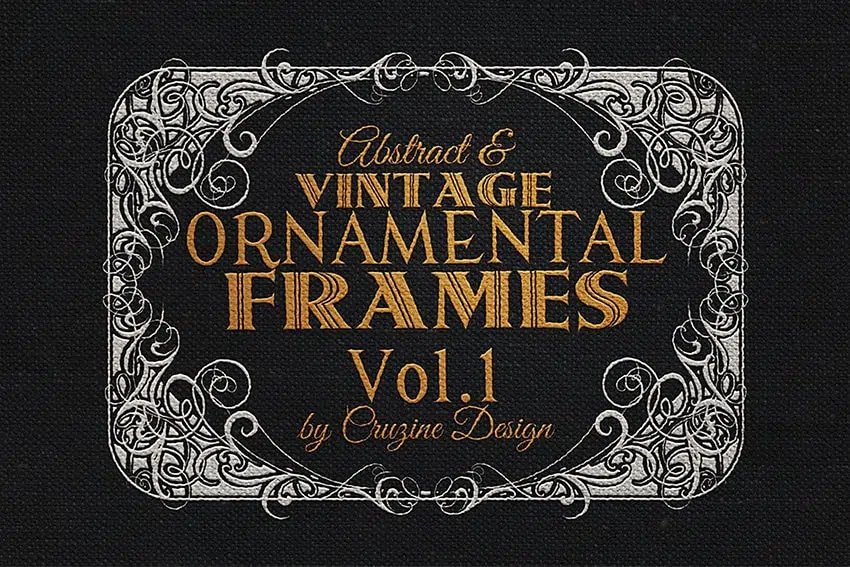 Abstract &
VINTAGE
ORNAMENTAL
FRAMES
Vol.1
by Cruzine Design